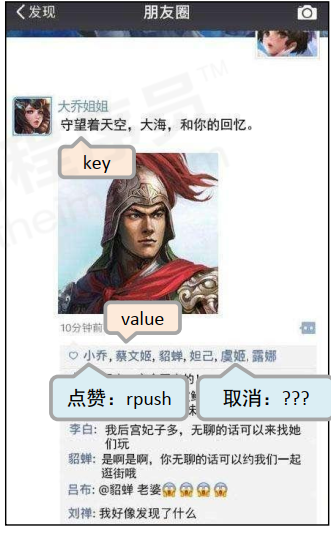 发现
朋友圈
大乔姐姐
守望着天空，大海，和你的回忆。
key
10分钟前
value
小乔, 蔡文姬, 貂蝉, 妲己, 虞姬, 露娜
点赞：rpush
取消：???
李白: 我后宫妃子多，无聊的话可以来找她
们玩
貂蝉: 是啊是啊，你无聊的话可以约我们一起
逛街哦
吕布: @貂蝉 老婆😱😱😱😱
刘禅: 我好像发现了什么